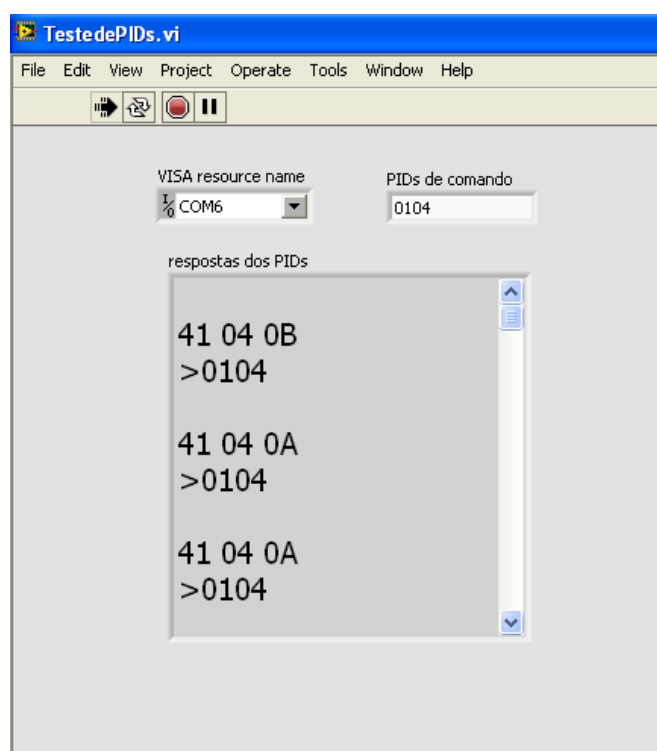 TestedePIDs.vi
File Edit View Project Operate Tools Window Help
VISA resource name
PIDs de comando
I/O COM6
0104
respostas dos PIDs
41 04 0B
>0104
41 04 0A
>0104
41 04 0A
>0104